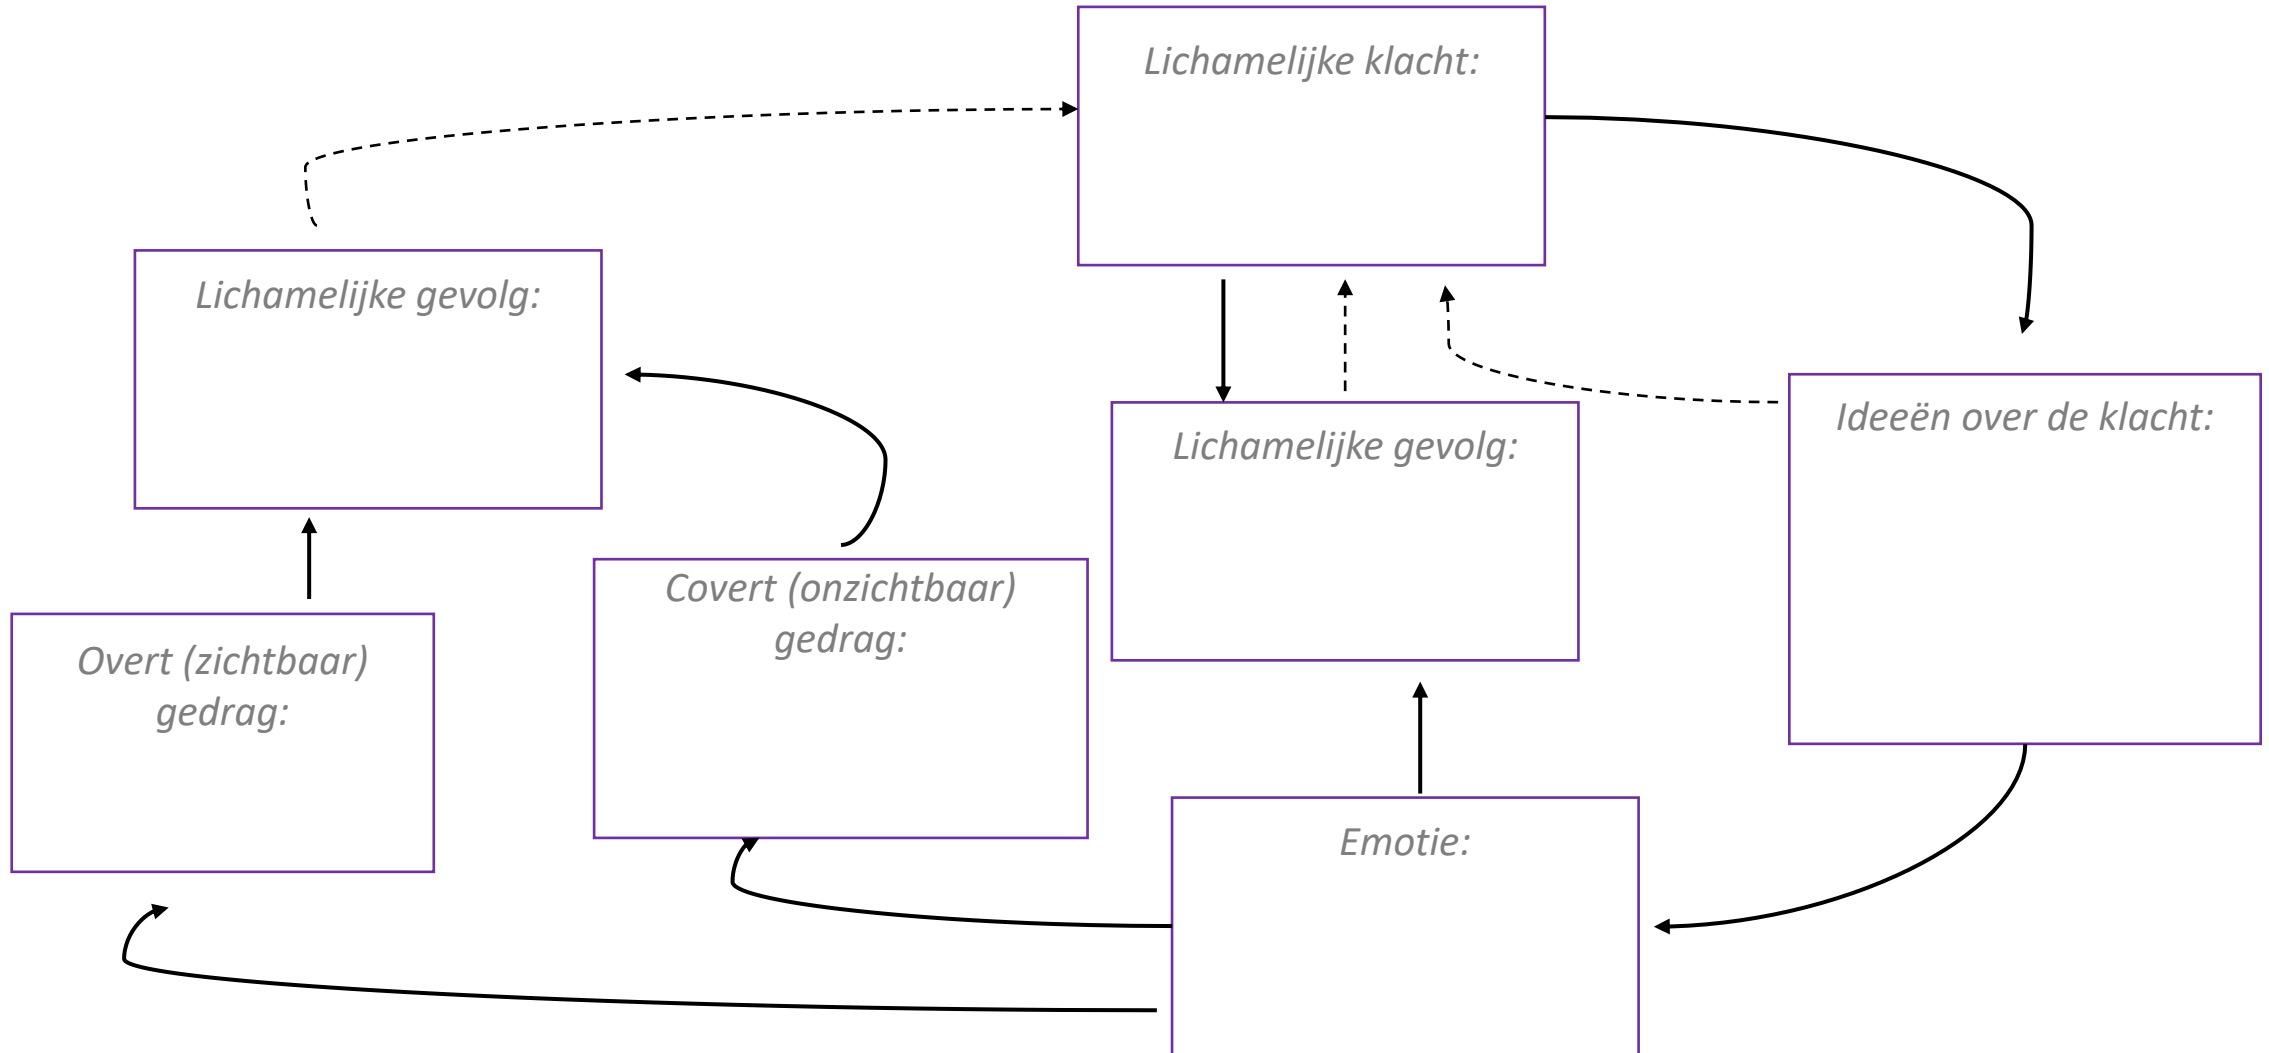 Lichamelijke klacht:
Lichamelijke gevolg:
Ideeën over de klacht:
Lichamelijke gevolg:
Covert (onzichtbaar)
gedrag:
Overt (zichtbaar)
gedrag:
Emotie: